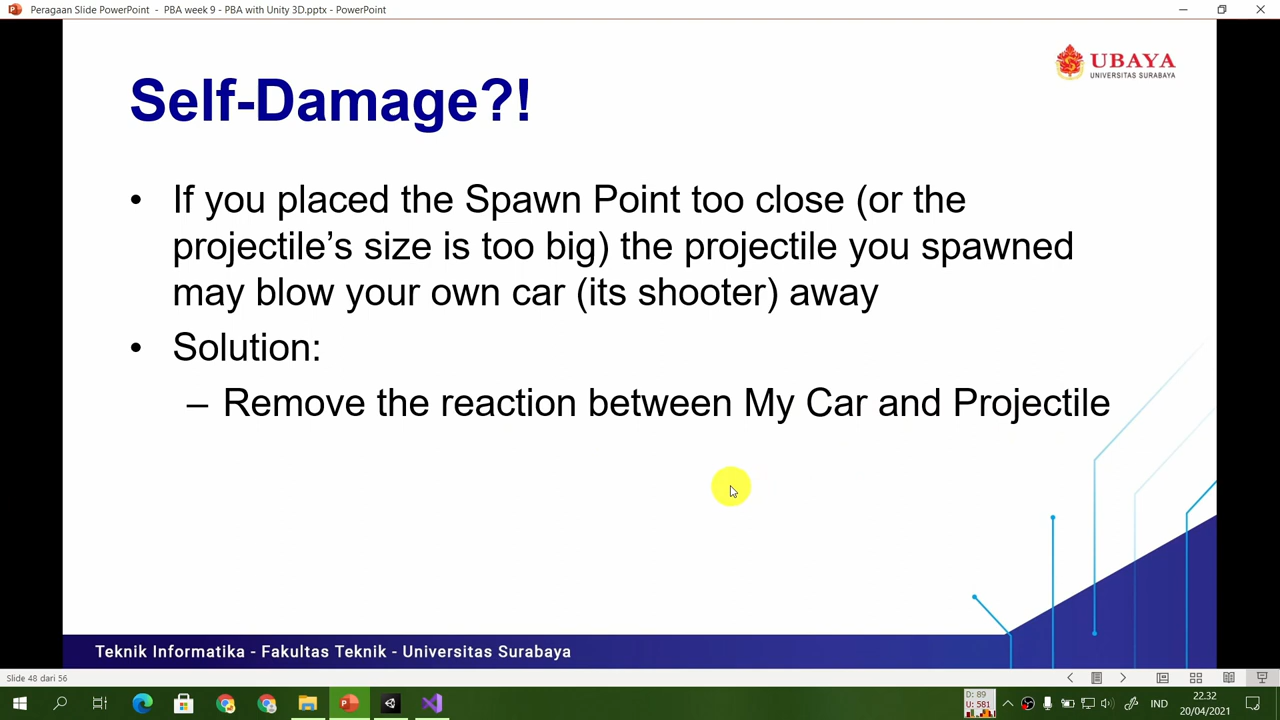 Peragaan Slide PowerPoint - PBA week 9 - PBA with Unity 3D.pptx - PowerPoint
UBAYA
UNIVERSITAS SURABAYA
Self-Damage?!
• If you placed the Spawn Point too close (or the
projectile’s size is too big) the projectile you spawned
may blow your own car (its shooter) away
• Solution:
– Remove the reaction between My Car and Projectile
Teknik Informatika - Fakultas Teknik - Universitas Surabaya
Slide 48 dari 56
D: 89
U: 581
IND
22.32
20/04/2021